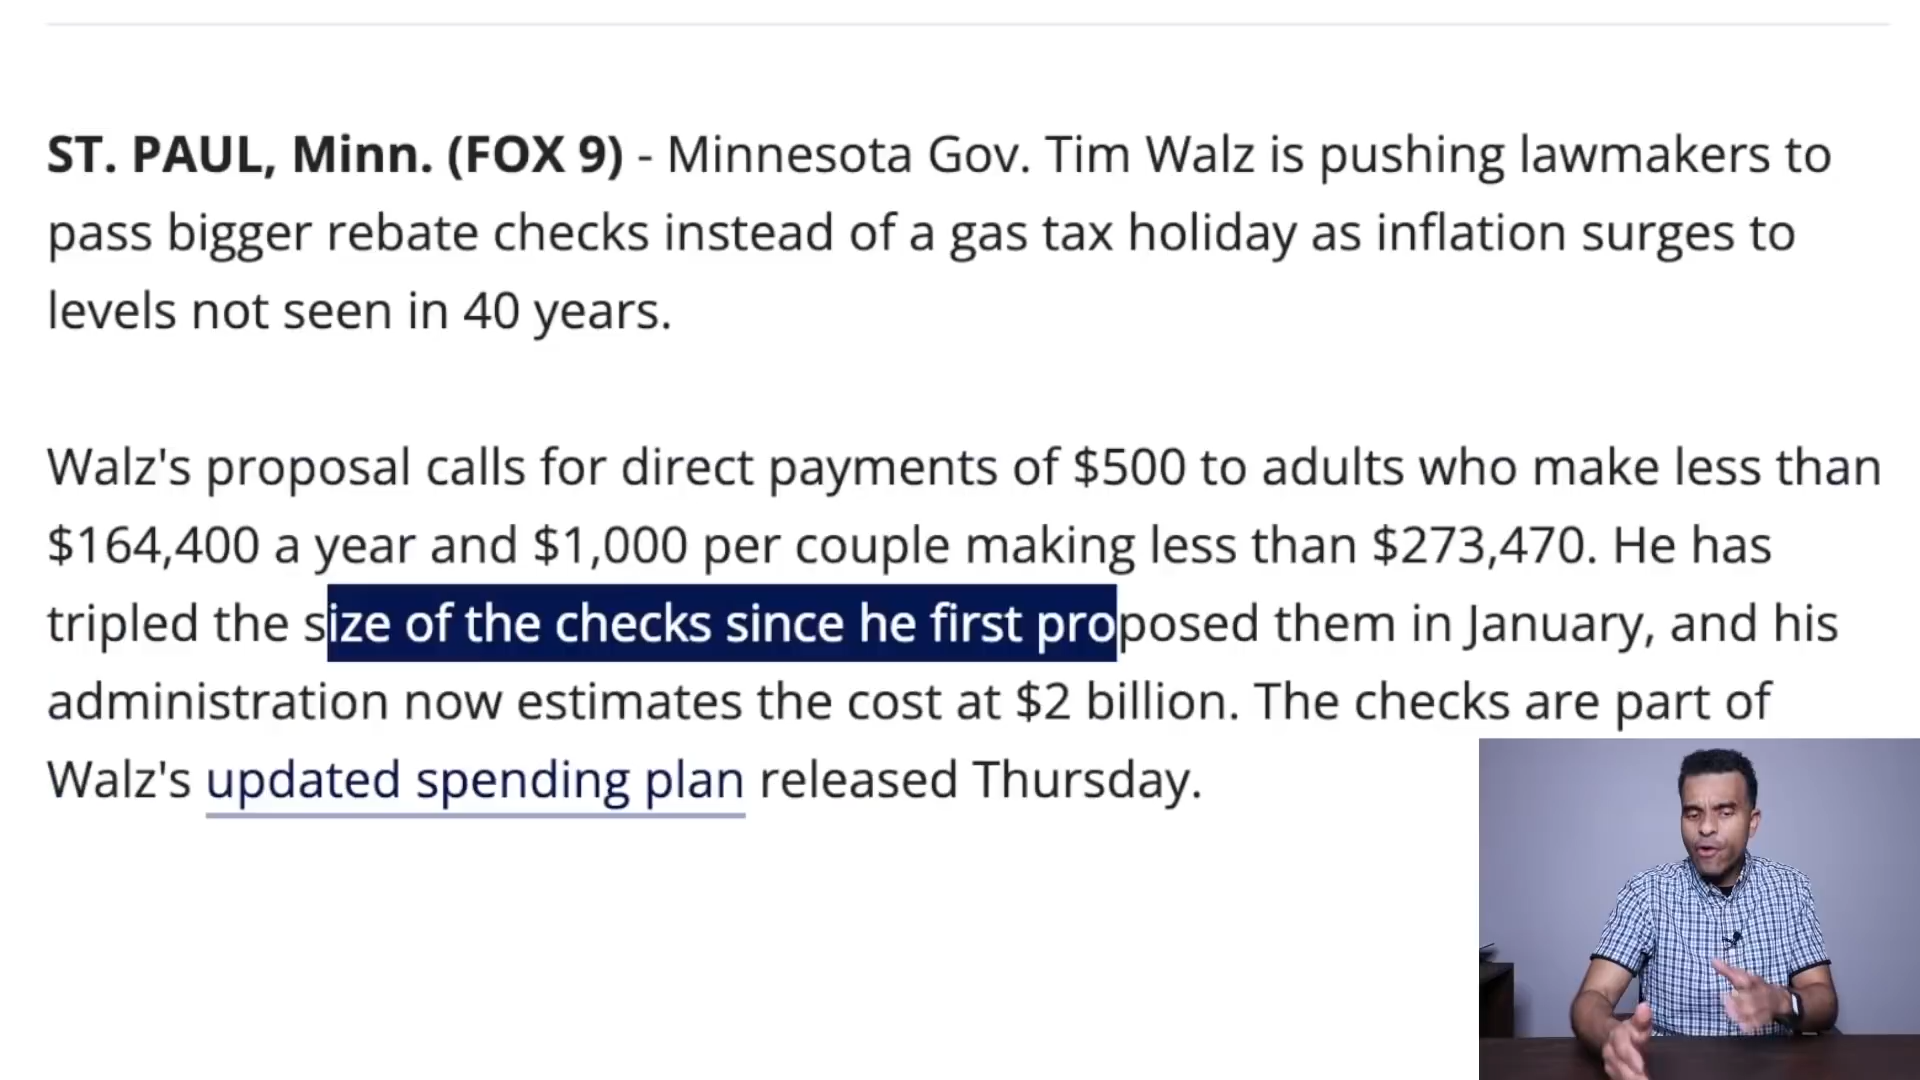 ST. PAUL, Minn. (FOX 9) - Minnesota Gov. Tim Walz is pushing lawmakers to
pass bigger rebate checks instead of a gas tax holiday as inflation surges to
levels not seen in 40 years.
Walz's proposal calls for direct payments of $500 to adults who make less than
$164,400 a year and $1,000 per couple making less than $273,470. He has
tripled the size of the checks since he first proposed them in January, and his
administration now estimates the cost at $2 billion. The checks are part of
Walz's updated spending plan released Thursday.